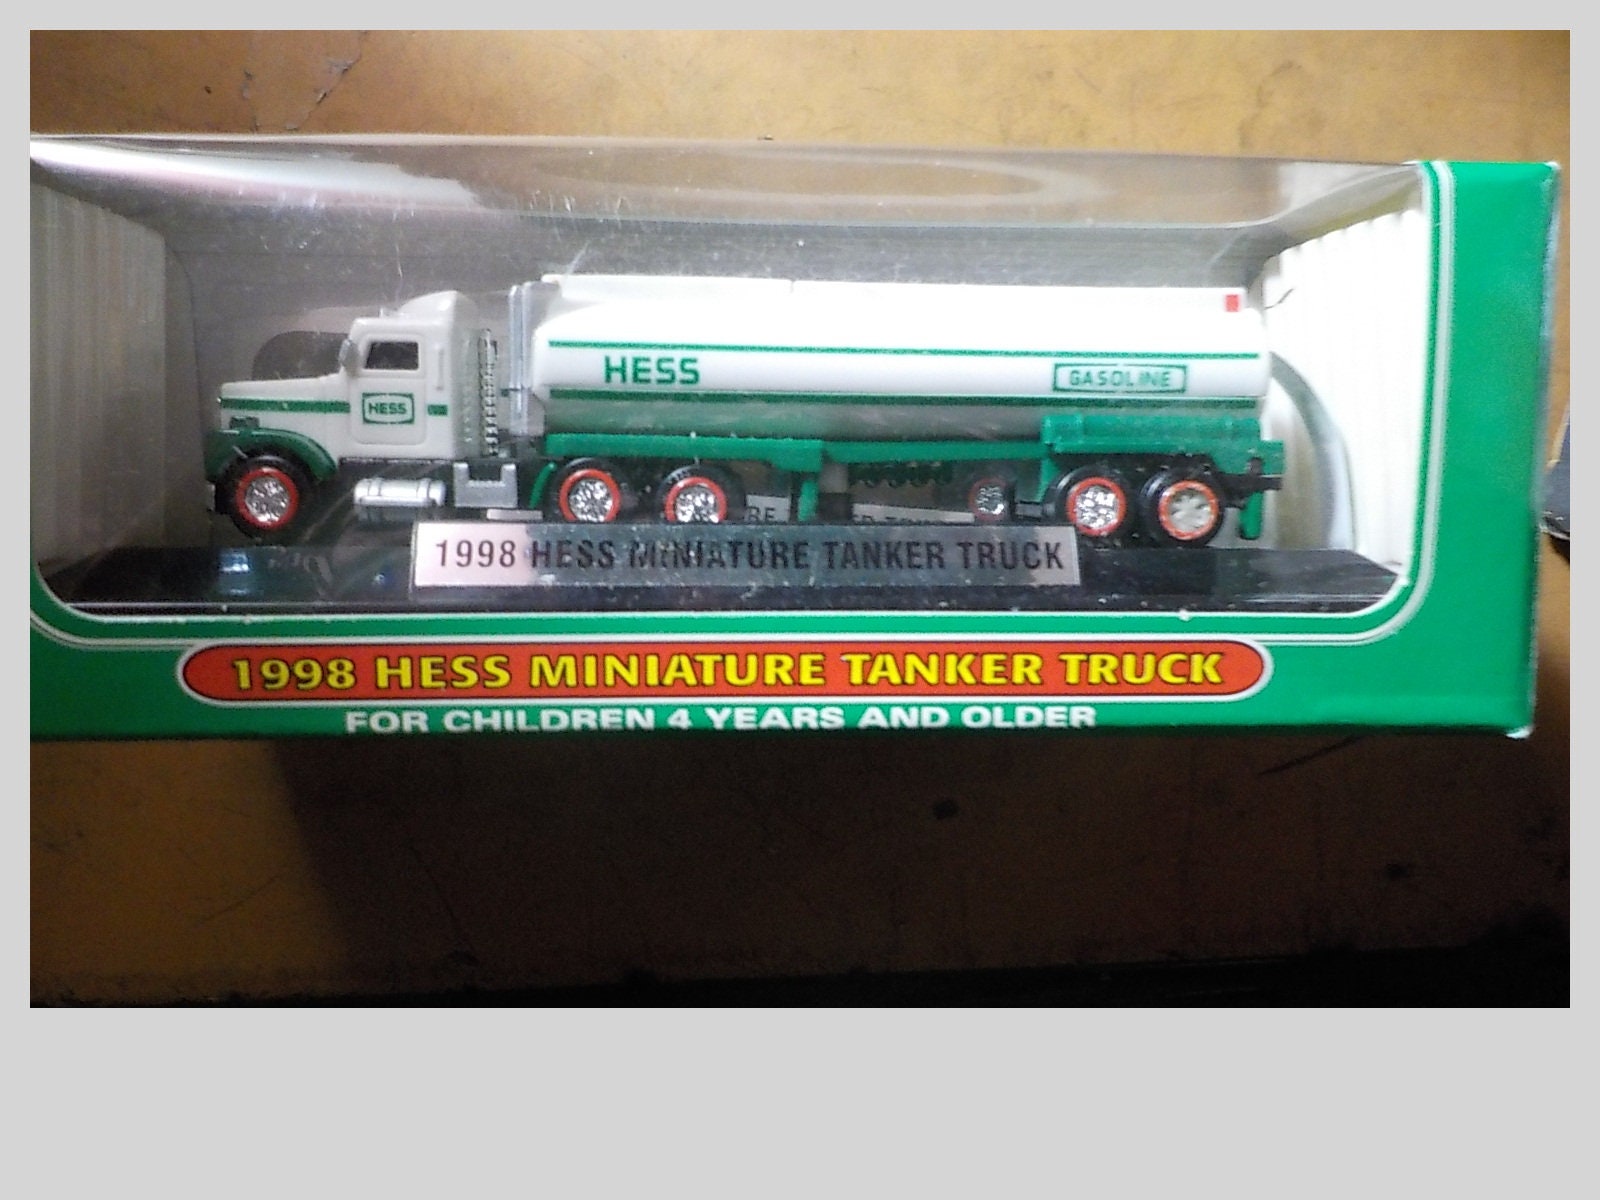 HESS
GASOLINE
HESS
1998 HESS MINIATURE TANKER TRUCK
1998 HESS MINIATURE TANKER TRUCK
FOR CHILDREN 4 YEARS AND OLDER